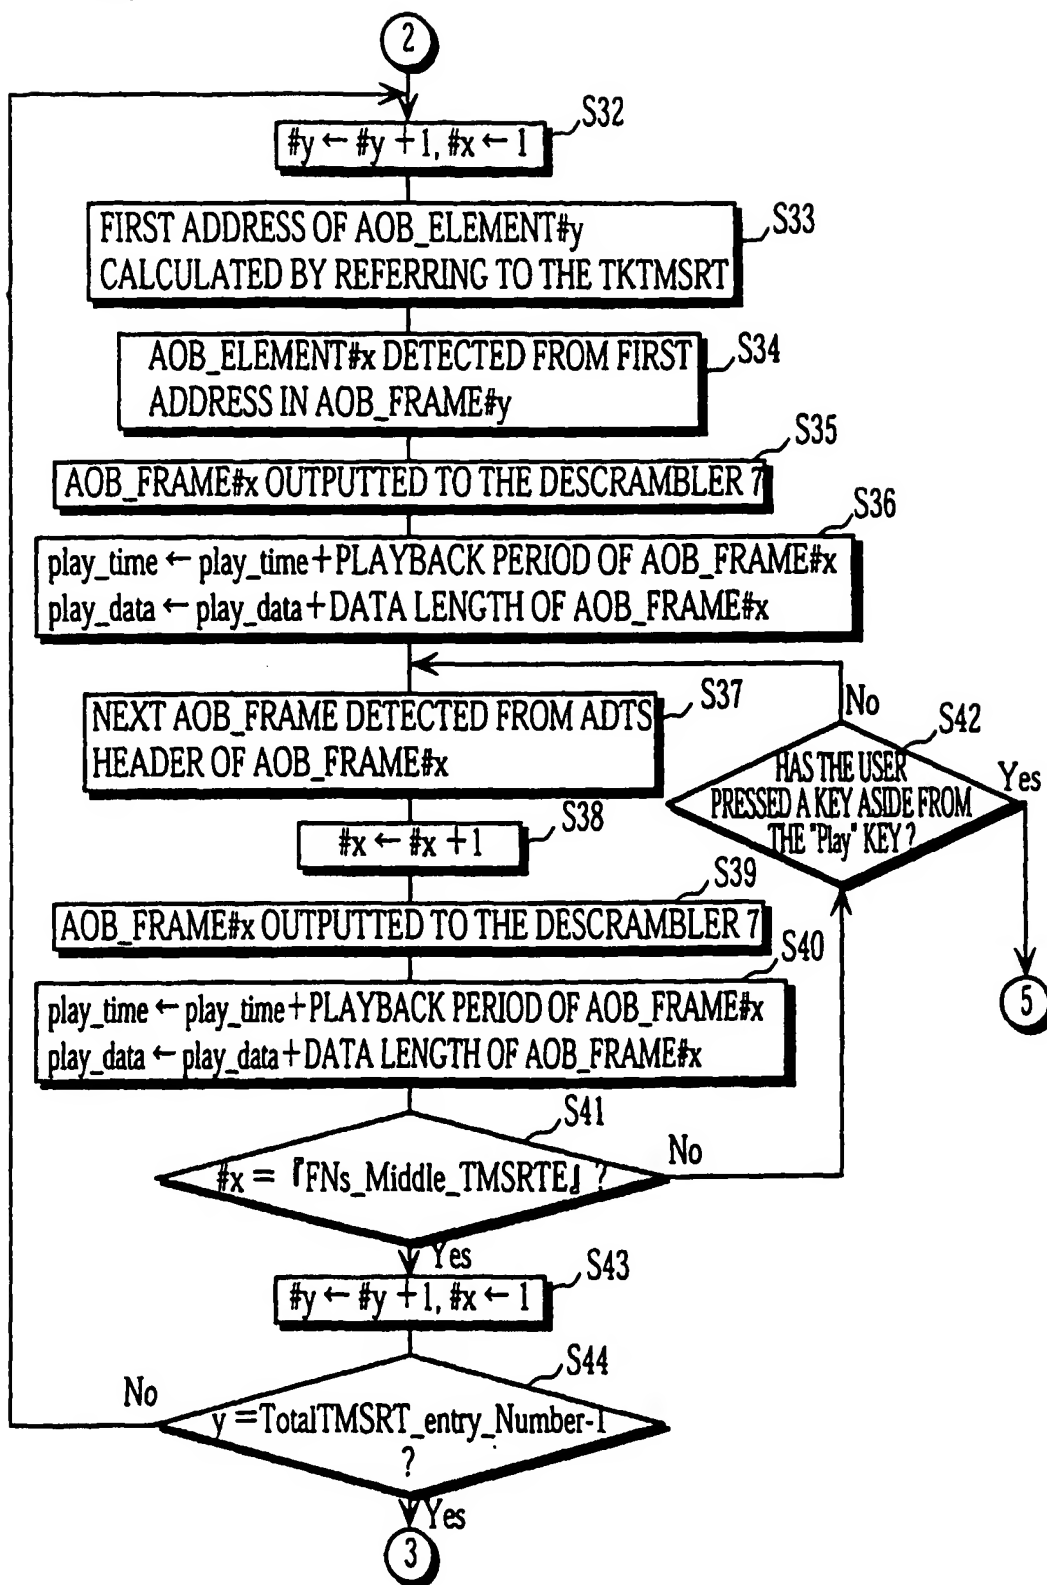 2
S32
#y ← #y +1, #x ← 1
S33
FIRST ADDRESS OF AOB_ELEMENT#y
CALCULATED BY REFERRING TO THE TKTMSRT
S34
AOB_ELEMENT#x DETECTED FROM FIRST
ADDRESS IN AOB_FRAME#y
S35
AOB_FRAME#x OUTPUTTED TO THE DESCRAMBLER 7
S36
play_time ← play_time+PLAYBACK PERIOD OF AOB_FRAME#x
play_data ← play_data+DATA LENGTH OF AOB_FRAME#x
S37
NEXT AOB_FRAME DETECTED FROM ADTS
HEADER OF AOB_FRAME#x
No
S42
HAS THE USER
PRESSED A KEY ASIDE FROM
THE "Play" KEY ?
Yes
S38
#x ← #x +1
S39
AOB_FRAME#x OUTPUTTED TO THE DESCRAMBLER 7
S40
play_time ← play_time+PLAYBACK PERIOD OF AOB_FRAME#x
play_data ← play_data+DATA LENGTH OF AOB_FRAME#x
5
S41
#x = 『FNs_Middle_TMSRTE』 ?
No
Yes
S43
#y ← #y +1, #x ← 1
S44
No
y =TotalTMSRT_entry_Number-1
?
Yes
3